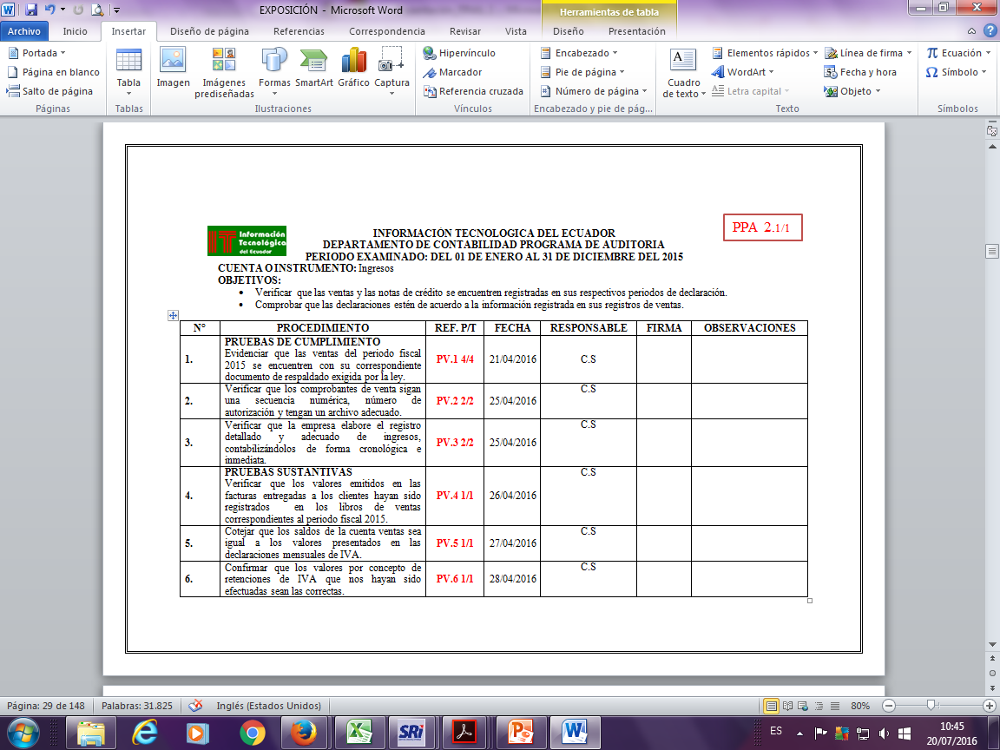 EXPOSICIÓN - Microsoft Word
Herramientas de tabla
Archivo Inicio Insertar Diseño de página Referencias Correspondencia Revisar Vista Diseño Presentación
Portada
Página en blanco
Salto de página
Páginas
Tabla
Tablas
Imagen
Imágenes prediseñadas
Formas
SmartArt
Gráfico
Captura
Ilustraciones
Hipervínculo
Marcador
Referencia cruzada
Vínculos
Encabezado
Pie de página
Número de página
Encabezado y pie de pág...
Cuadro de texto
Elementos rápidos
WordArt
Letra capital
Línea de firma
Fecha y hora
Objeto
Texto
Ecuación
Símbolo
Símbolos
IT Información
Tecnológica
del Ecuador
PPA 2.1/1
INFORMACIÓN TECNOLOGICA DEL ECUADOR
DEPARTAMENTO DE CONTABILIDAD PROGRAMA DE AUDITORIA
PERIODO EXAMINADO: DEL 01 DE ENERO AL 31 DE DICIEMBRE DEL 2015
CUENTA O INSTRUMENTO: Ingresos
OBJETIVOS:
• Verificar que las ventas y las notas de crédito se encuentren registradas en sus respectivos periodos de declaración.
• Comprobar que las declaraciones estén de acuerdo a la información registrada en sus registros de ventas.
N° PROCEDIMIENTO REF. P/T FECHA RESPONSABLE FIRMA OBSERVACIONES
1.
PRUEBAS DE CUMPLIMIENTO
Evidenciar que las ventas del periodo fiscal
2015 se encuentren con su correspondiente
documento de respaldado exigida por la ley.
PV.1 4/4 21/04/2016 C.S
2.
Verificar que los comprobantes de venta sigan
una secuencia numérica, número de
autorización y tengan un archivo adecuado.
PV.2 2/2 25/04/2016 C.S
3.
Verificar que la empresa elabore el registro
detallado y adecuado de ingresos,
contabilizándolos de forma cronológica e
inmediata.
PV.3 2/2 25/04/2016 C.S
4.
PRUEBAS SUSTANTIVAS
Verificar que los valores emitidos en las
facturas entregadas a los clientes hayan sido
registrados en los libros de ventas
correspondientes al periodo fiscal 2015.
PV.4 1/1 26/04/2016 C.S
5.
Cotejar que los saldos de la cuenta ventas sea
igual a los valores presentados en las
declaraciones mensuales de IVA.
PV.5 1/1 27/04/2016 C.S
6.
Confirmar que los valores por concepto de
retenciones de IVA que nos hayan sido
efectuadas sean las correctas.
PV.6 1/1 28/04/2016 C.S
Página: 29 de 148 Palabras: 31.825 Inglés (Estados Unidos) 80%
SRi
ES
10:45
20/07/2016